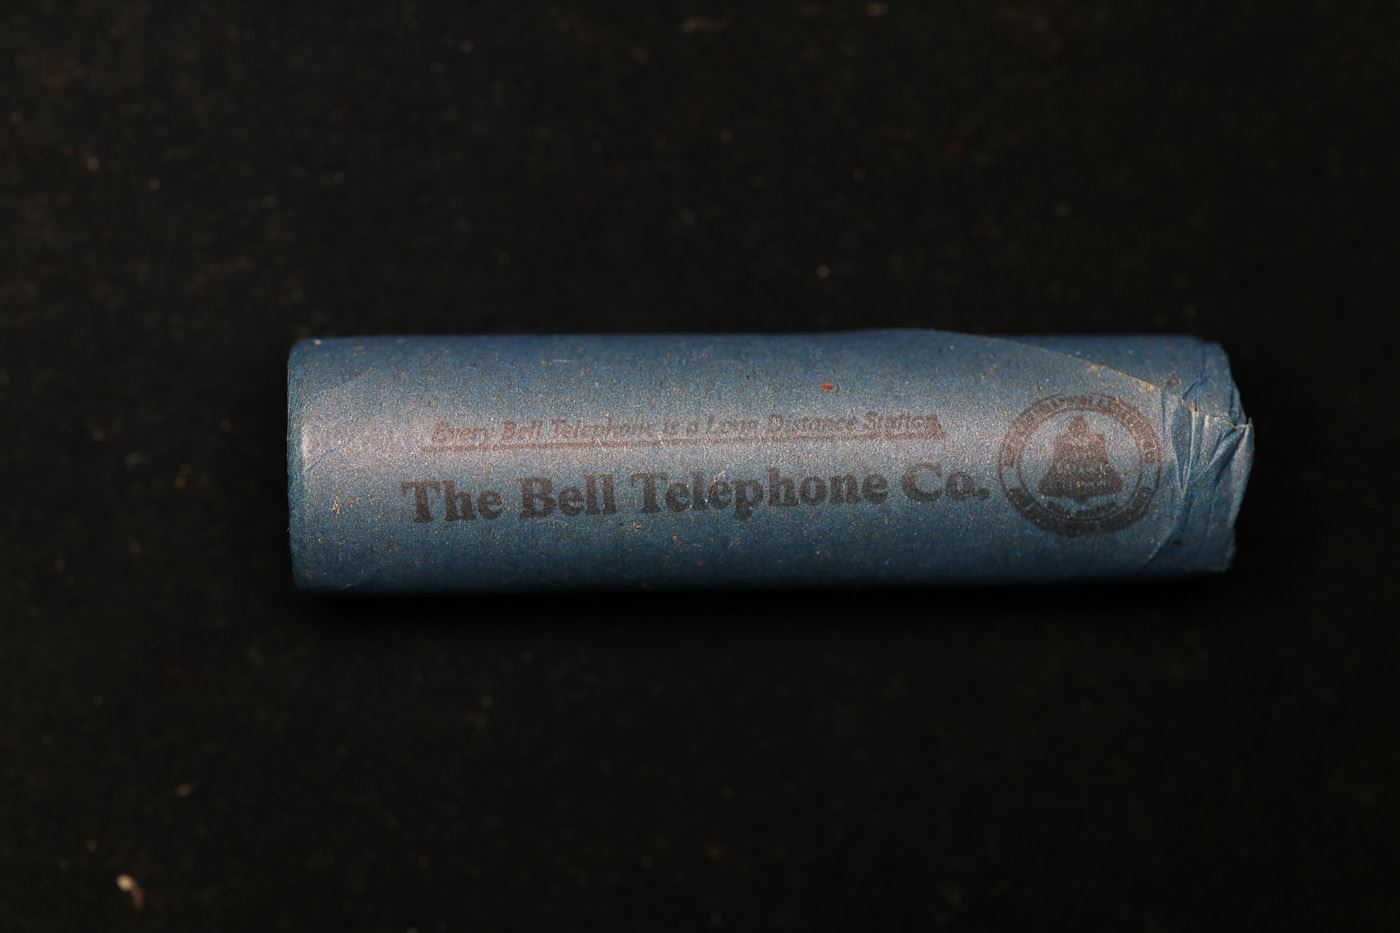 Every Bell Telephone is a Long Distance Station
The Bell Telephone Co.